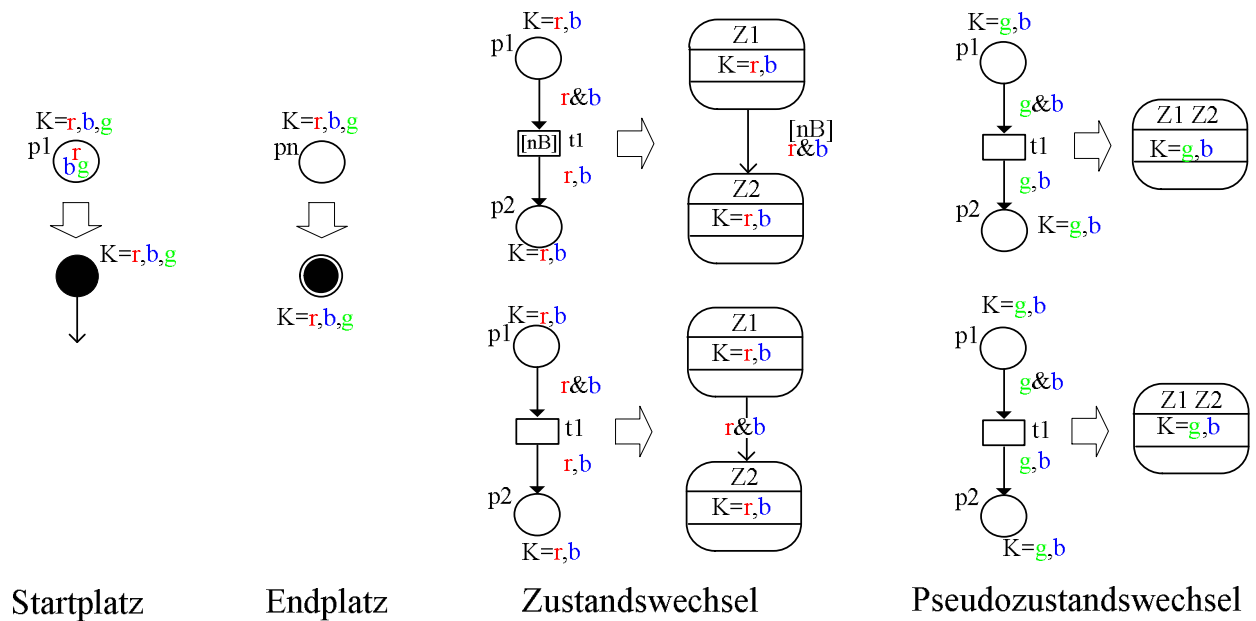 K=r,b,g
p1
r
bg
K=r,b,g
Startplatz
K=r,b,g
pn
K=r,b,g
Endplatz
K=r,b
p1
r&b
[nB] t1
r,b
p2
K=r,b
Z1
K=r,b
[nB]
r&b
Z2
K=r,b
K=r,b
p1
r&b
t1
r,b
p2
K=r,b
Z1
K=r,b
r&b
Z2
K=r,b
Zustandswechsel
K=g,b
p1
g&b
t1
g,b
p2
K=g,b
Z1 Z2
K=g,b
K=g,b
p1
g&b
t1
g,b
p2
K=g,b
Z1 Z2
K=g,b
Pseudozustandswechsel